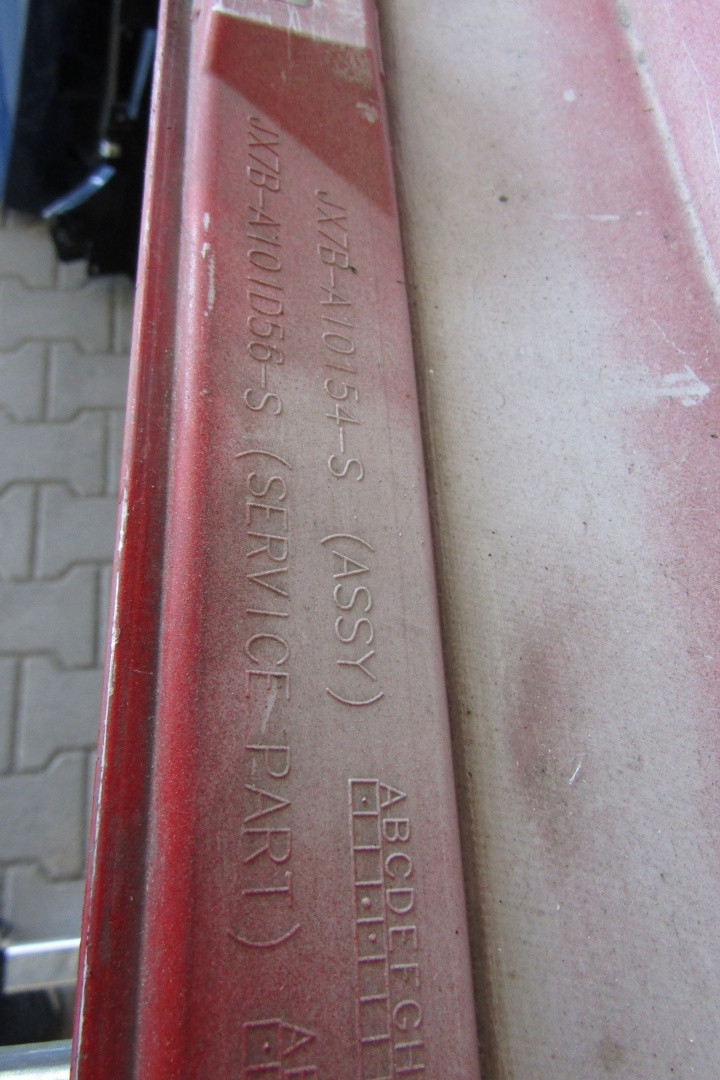 JX7B-A10154-S (ASSY)
ABCDEFGH
JX7B-A101D56-S (SERVICE PART)